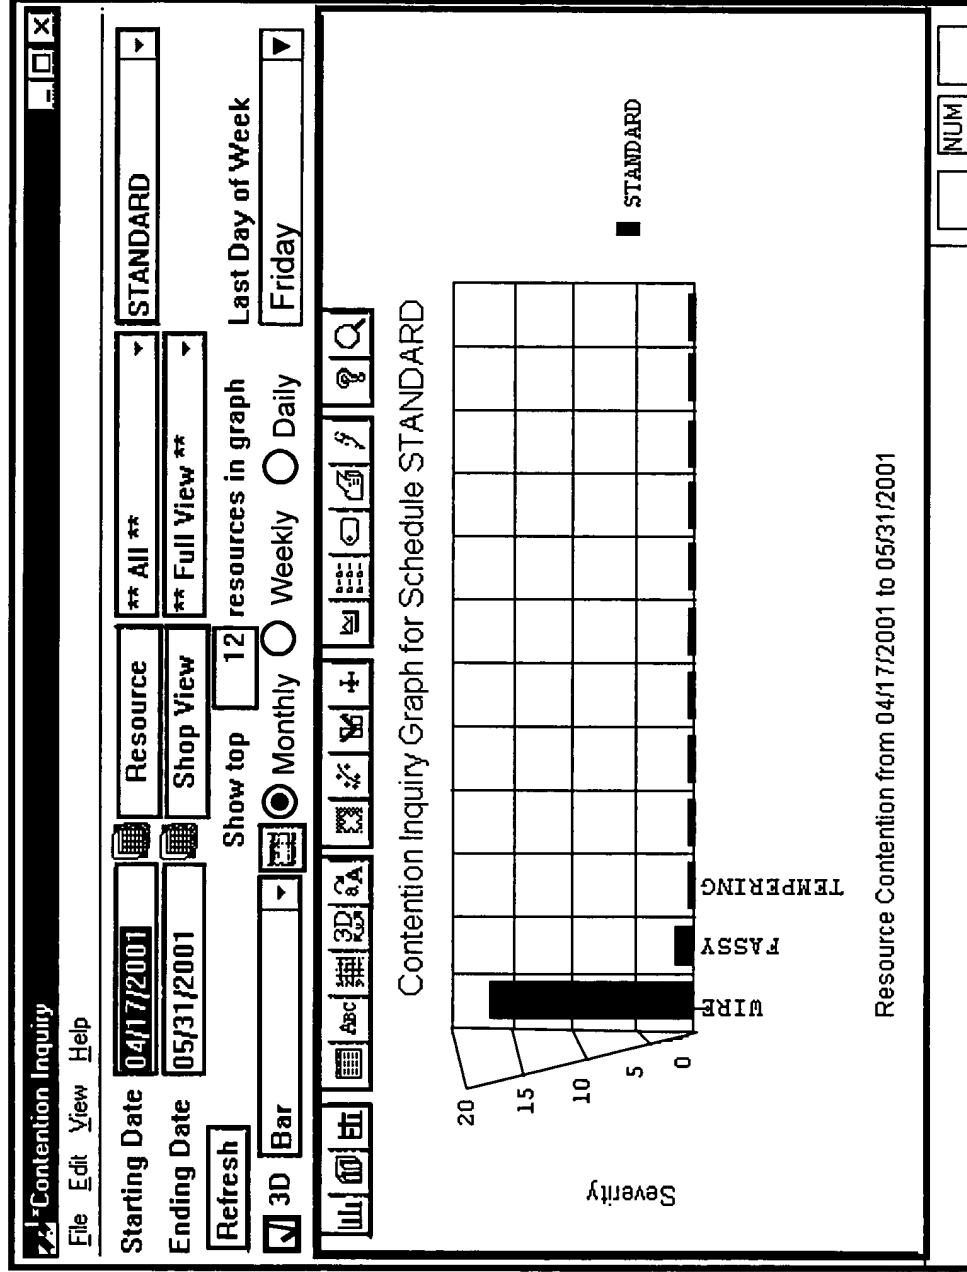 Contention Inquiry
File Edit View Help
Starting Date 04/17/2001 Resource ** All ** STANDARD
Ending Date 05/31/2001 Shop View ** Full View **
Refresh Show top 12 resources in graph Last Day of Week
3D Bar Monthly Weekly Daily Friday
ABC 3D aA ?
Contention Inquiry Graph for Schedule STANDARD
20
15
10
5
0
Severity
WIRE
FASSY
TEMPERING
STANDARD
Resource Contention from 04/17/2001 to 05/31/2001
NUM